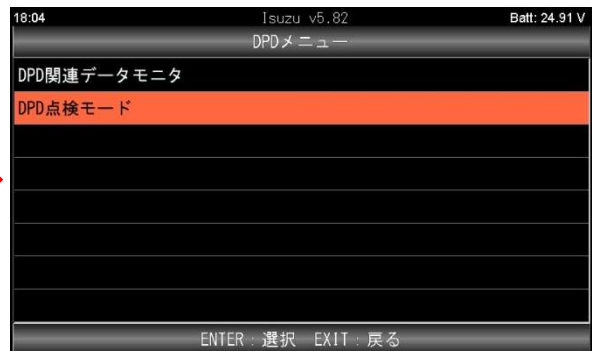 18:04 Isuzu v5.82 Batt: 24.91 V
DPDメニュー
DPD関連データモニタ
DPD点検モード
ENTER:選択 EXIT:戻る